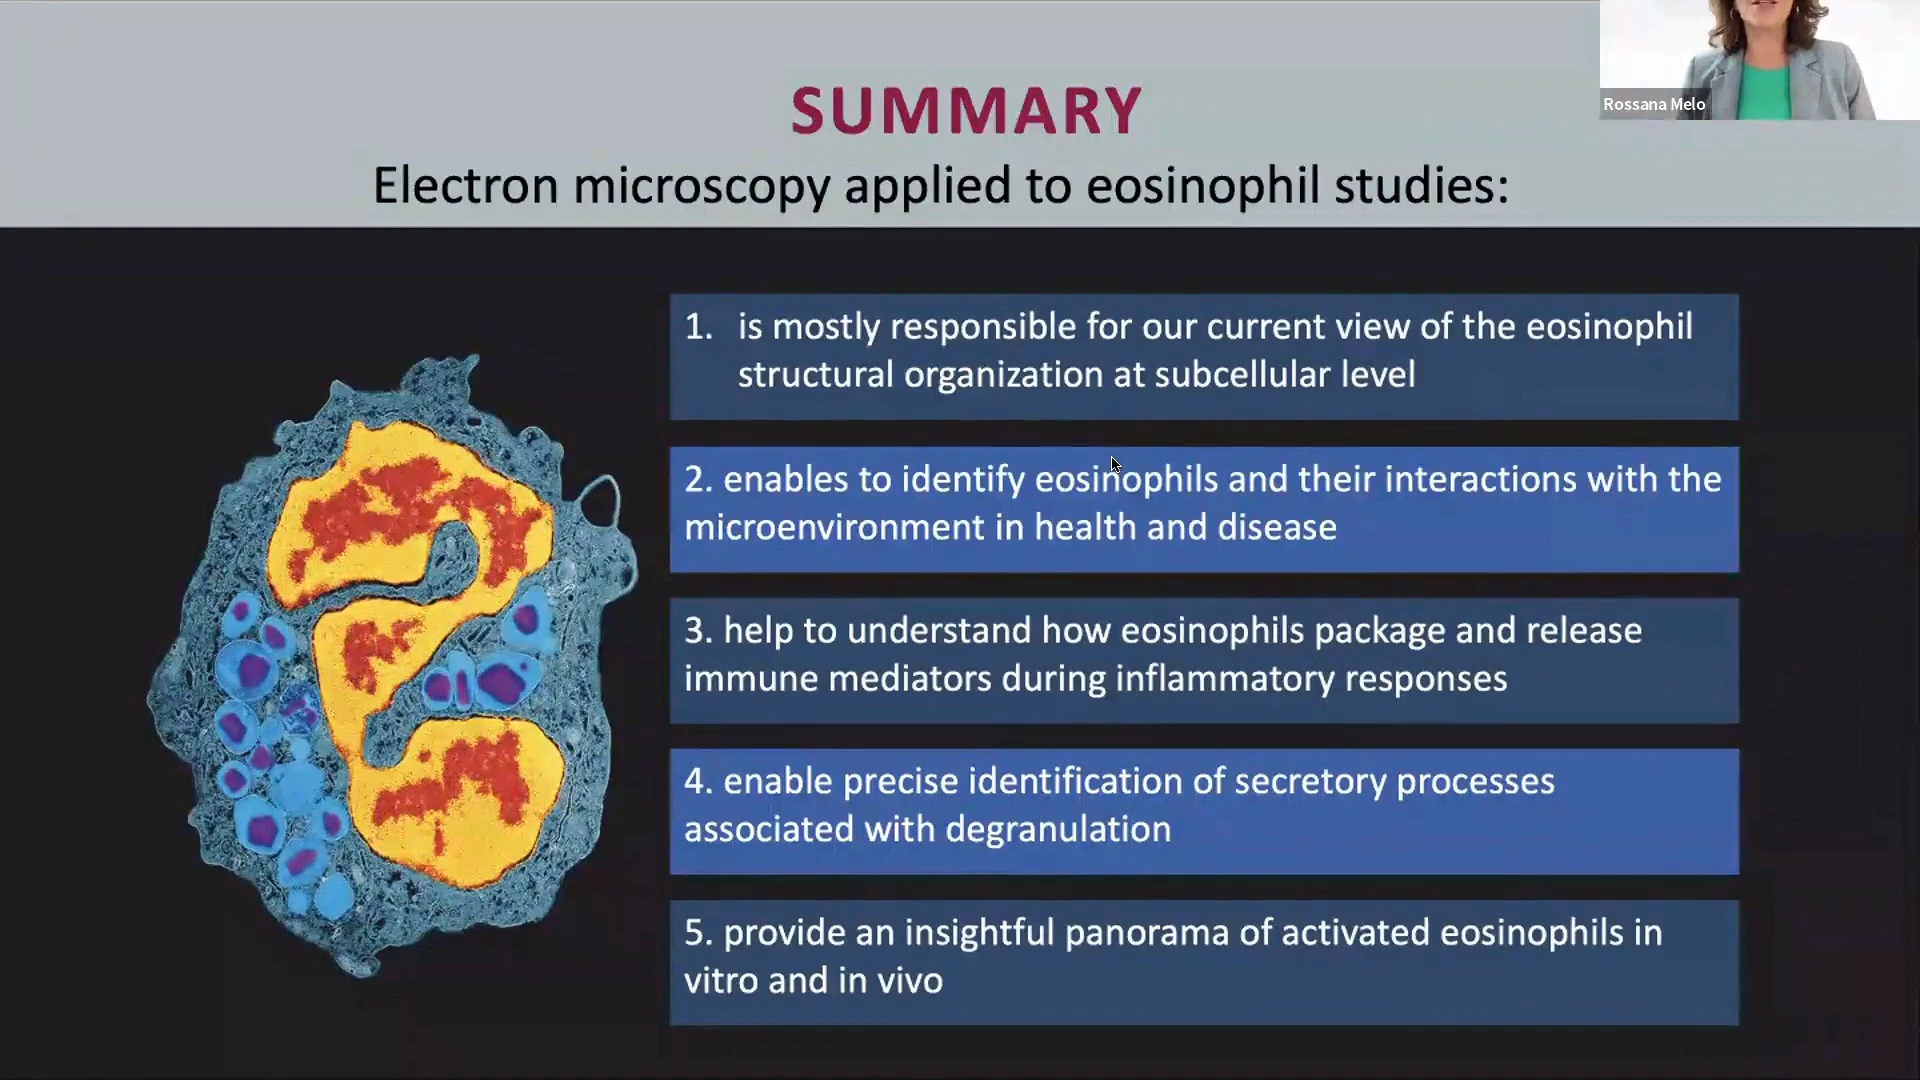 Rossana Melo
SUMMARY
Electron microscopy applied to eosinophil studies:
1. is mostly responsible for our current view of the eosinophil
structural organization at subcellular level
2. enables to identify eosinophils and their interactions with the
microenvironment in health and disease
3. help to understand how eosinophils package and release
immune mediators during inflammatory responses
4. enable precise identification of secretory processes
associated with degranulation
5. provide an insightful panorama of activated eosinophils in
vitro and in vivo